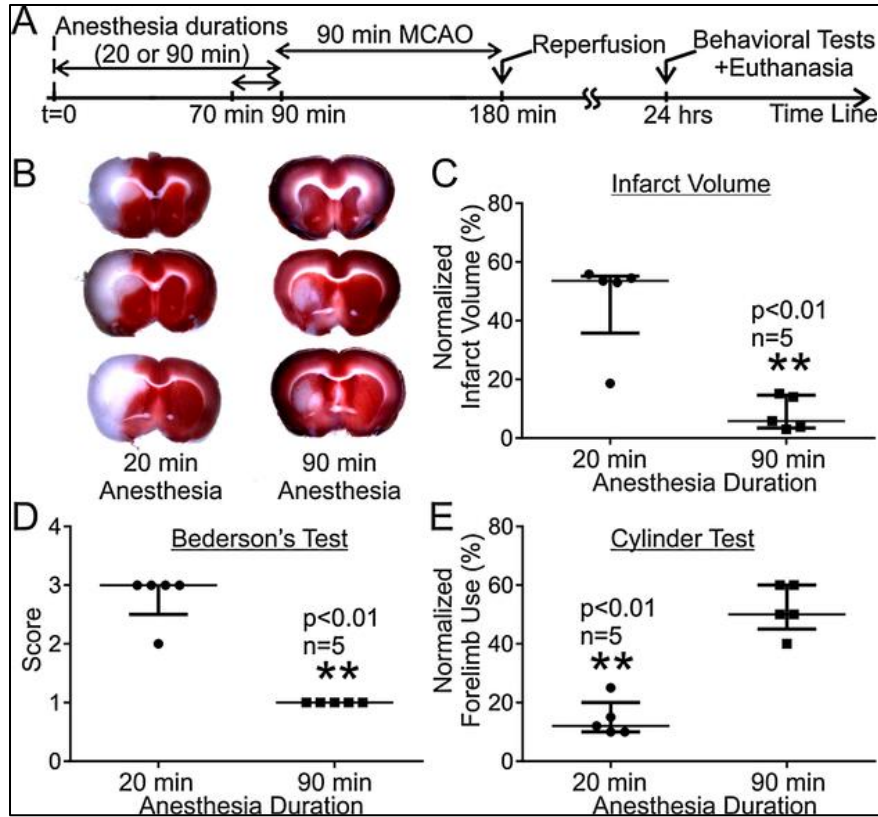 A
Anesthesia durations
(20 or 90 min)
90 min MCAO
Reperfusion
Behavioral Tests
+Euthanasia
t=0
70 min
90 min
180 min
24 hrs
Time Line
B
20 min
Anesthesia
90 min
Anesthesia
C
Infarct Volume
Normalized
Infarct Volume (%)
80
60
40
20
0
p<0.01
n=5
**
20 min
90 min
Anesthesia Duration
D
Bederson's Test
Score
4
3
2
1
0
p<0.01
n=5
**
20 min
90 min
Anesthesia Duration
E
Cylinder Test
Normalized
Forelimb Use (%)
80
60
40
20
0
p<0.01
n=5
**
20 min
90 min
Anesthesia Duration